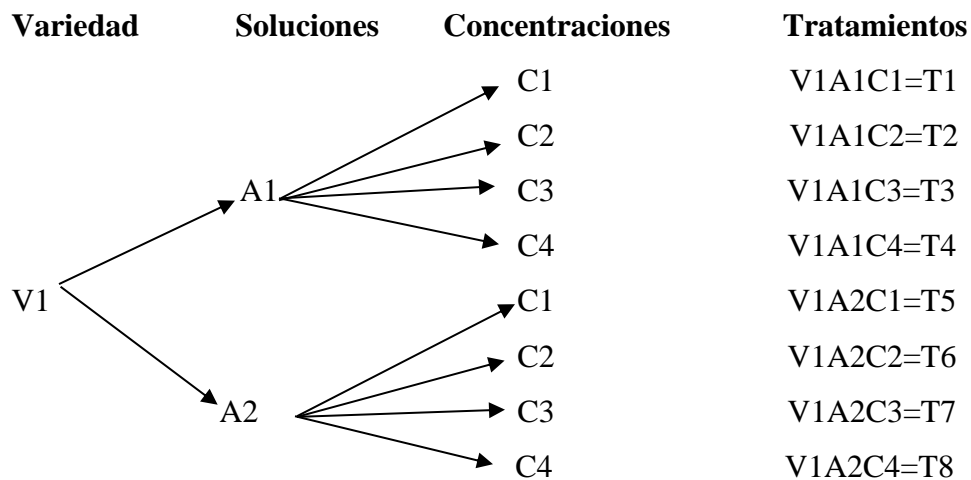 Variedad Soluciones Concentraciones Tratamientos
C1 V1A1C1=T1
C2 V1A1C2=T2
A1 C3 V1A1C3=T3
C4 V1A1C4=T4
V1 C1 V1A2C1=T5
C2 V1A2C2=T6
A2 C3 V1A2C3=T7
C4 V1A2C4=T8